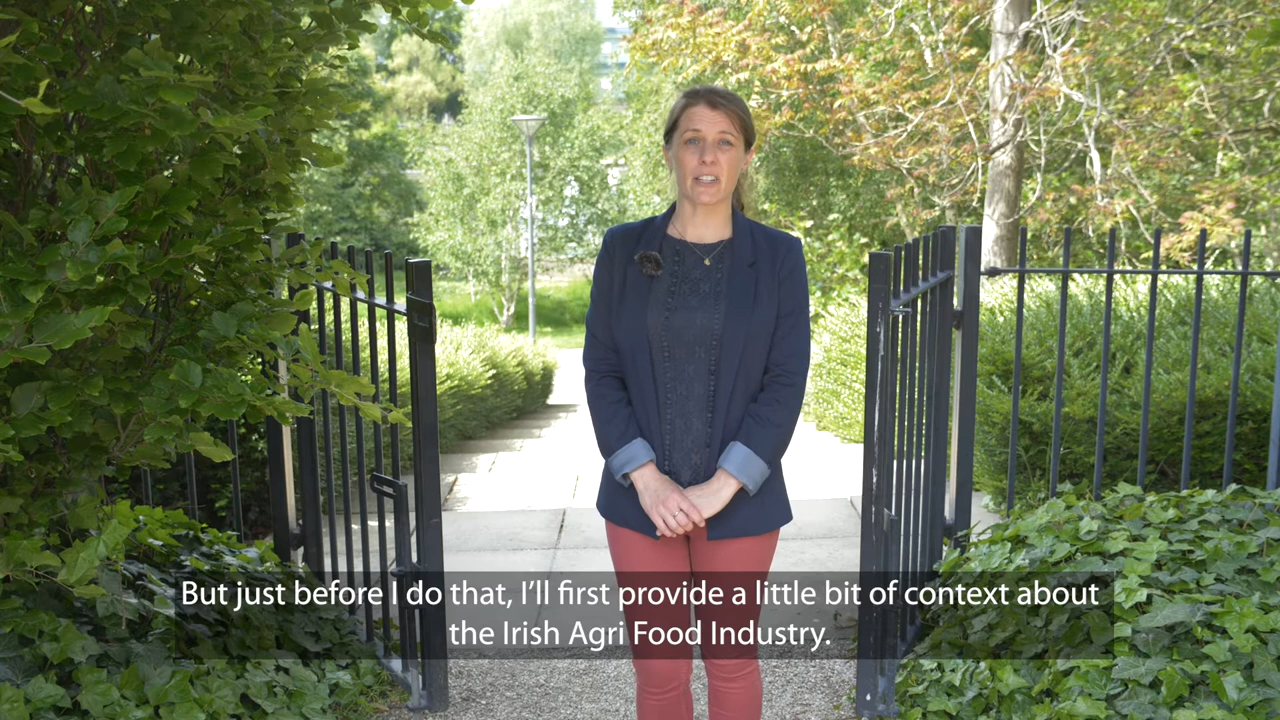 But just before I do that, I’ll first provide a little bit of context about
the Irish Agri Food Industry.